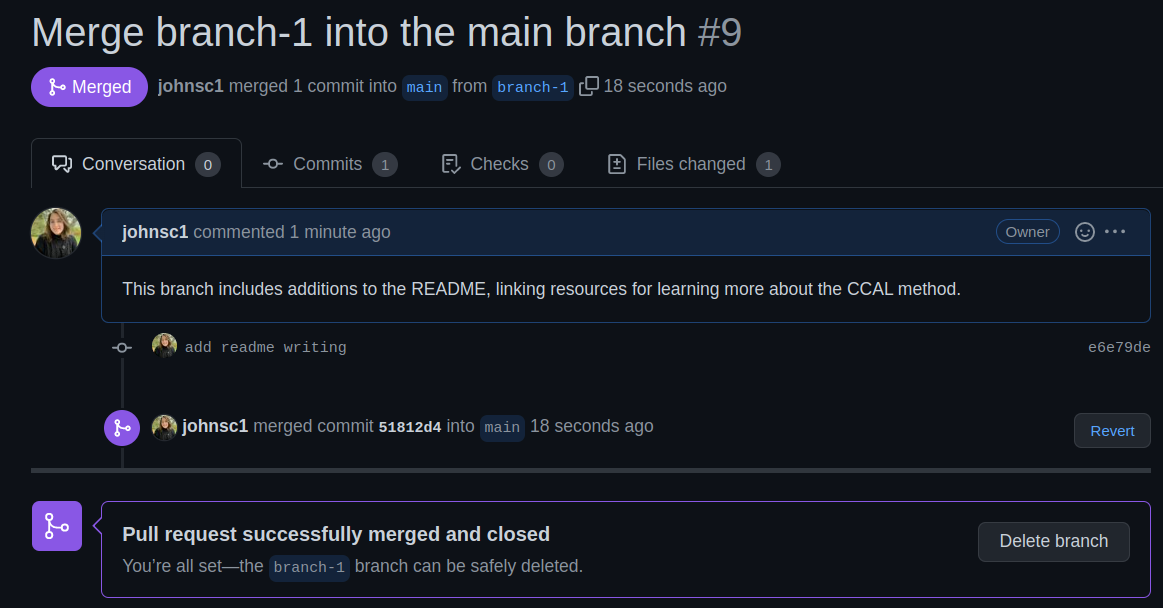 Merge branch-1 into the main branch #9
Merged johnsc1 merged 1 commit into main from branch-1 18 seconds ago
Conversation 0 Commits 1 Checks 0 Files changed 1
johnsc1 commented 1 minute ago Owner
This branch includes additions to the README, linking resources for learning more about the CCAL method.
add readme writing e6e79de
johnsc1 merged commit 51812d4 into main 18 seconds ago Revert
Pull request successfully merged and closed
You’re all set—the branch-1 branch can be safely deleted.
Delete branch